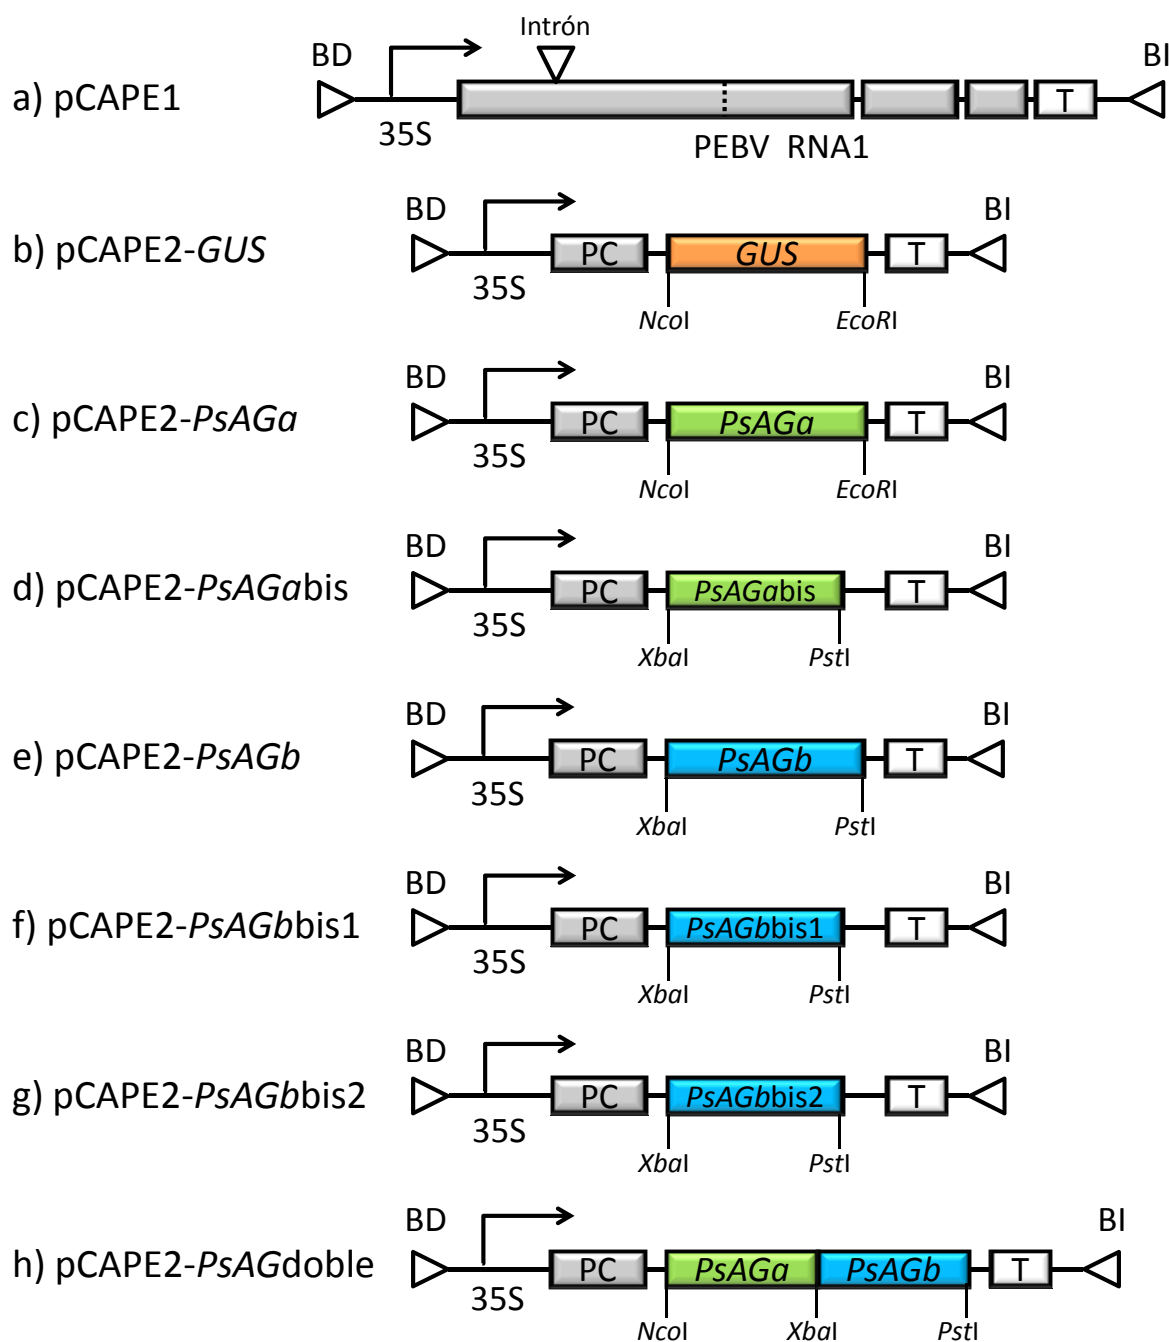 Intrón
BD BI
a) pCAPE1 T
35S PEBV RNA1
BD BI
b) pCAPE2-GUS PC GUS T
35S
NcoI EcoRI
BD BI
c) pCAPE2-PsAGa PC PsAGa T
35S
NcoI EcoRI
BD BI
d) pCAPE2-PsAGabis PC PsAGabis T
35S
XbaI PstI
BD BI
e) pCAPE2-PsAGb PC PsAGb T
35S
XbaI PstI
BD BI
f) pCAPE2-PsAGbbis1 PC PsAGbbis1 T
35S
XbaI PstI
BD BI
g) pCAPE2-PsAGbbis2 PC PsAGbbis2 T
35S
XbaI PstI
BD BI
h) pCAPE2-PsAGdoble PC PsAGa PsAGb T
35S
NcoI XbaI PstI